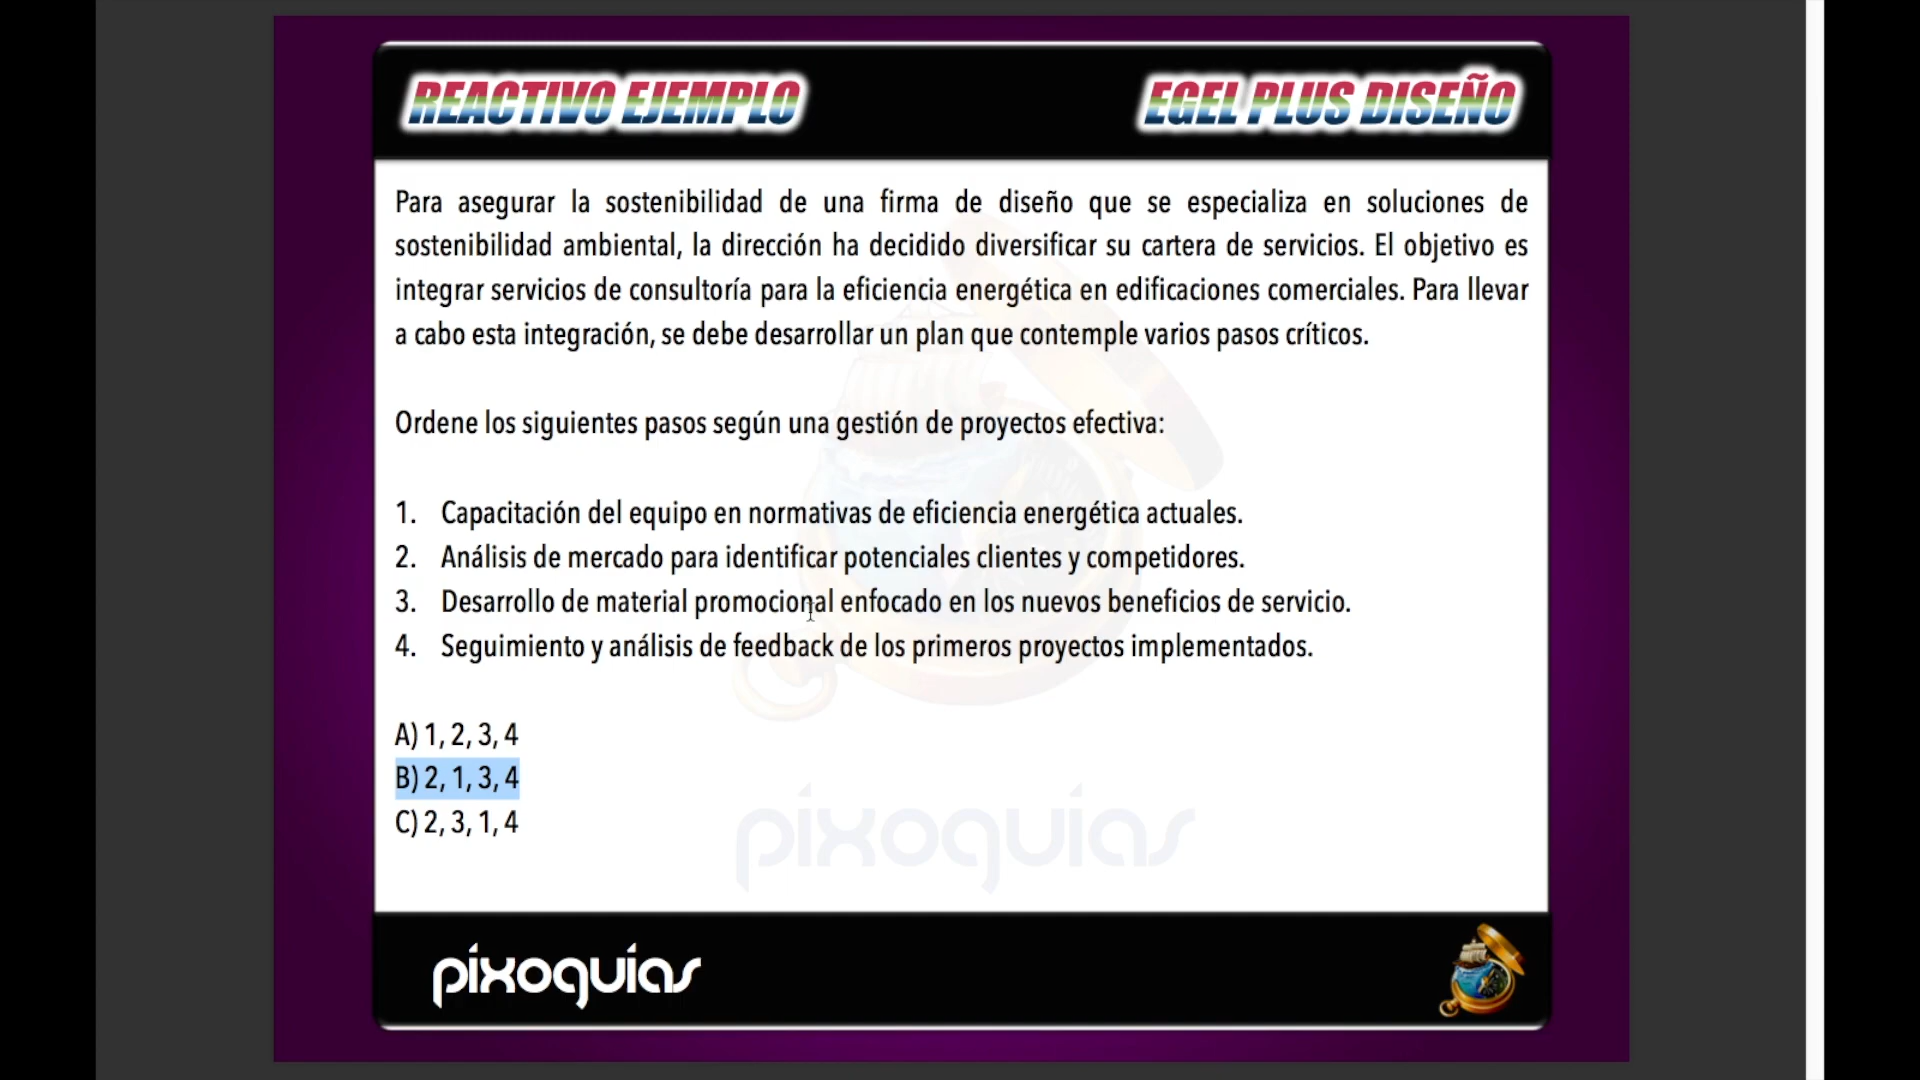 REACTIVO EJEMPLO
EGEL PLUS DISEÑO
Para asegurar la sostenibilidad de una firma de diseño que se especializa en soluciones de
sostenibilidad ambiental, la dirección ha decidido diversificar su cartera de servicios. El objetivo es
integrar servicios de consultoría para la eficiencia energética en edificaciones comerciales. Para llevar
a cabo esta integración, se debe desarrollar un plan que contemple varios pasos críticos.
Ordene los siguientes pasos según una gestión de proyectos efectiva:
1. Capacitación del equipo en normativas de eficiencia energética actuales.
2. Análisis de mercado para identificar potenciales clientes y competidores.
3. Desarrollo de material promocional enfocado en los nuevos beneficios de servicio.
4. Seguimiento y análisis de feedback de los primeros proyectos implementados.
A) 1, 2, 3, 4
B) 2, 1, 3, 4
C) 2, 3, 1, 4
pixoguías
pixoguías